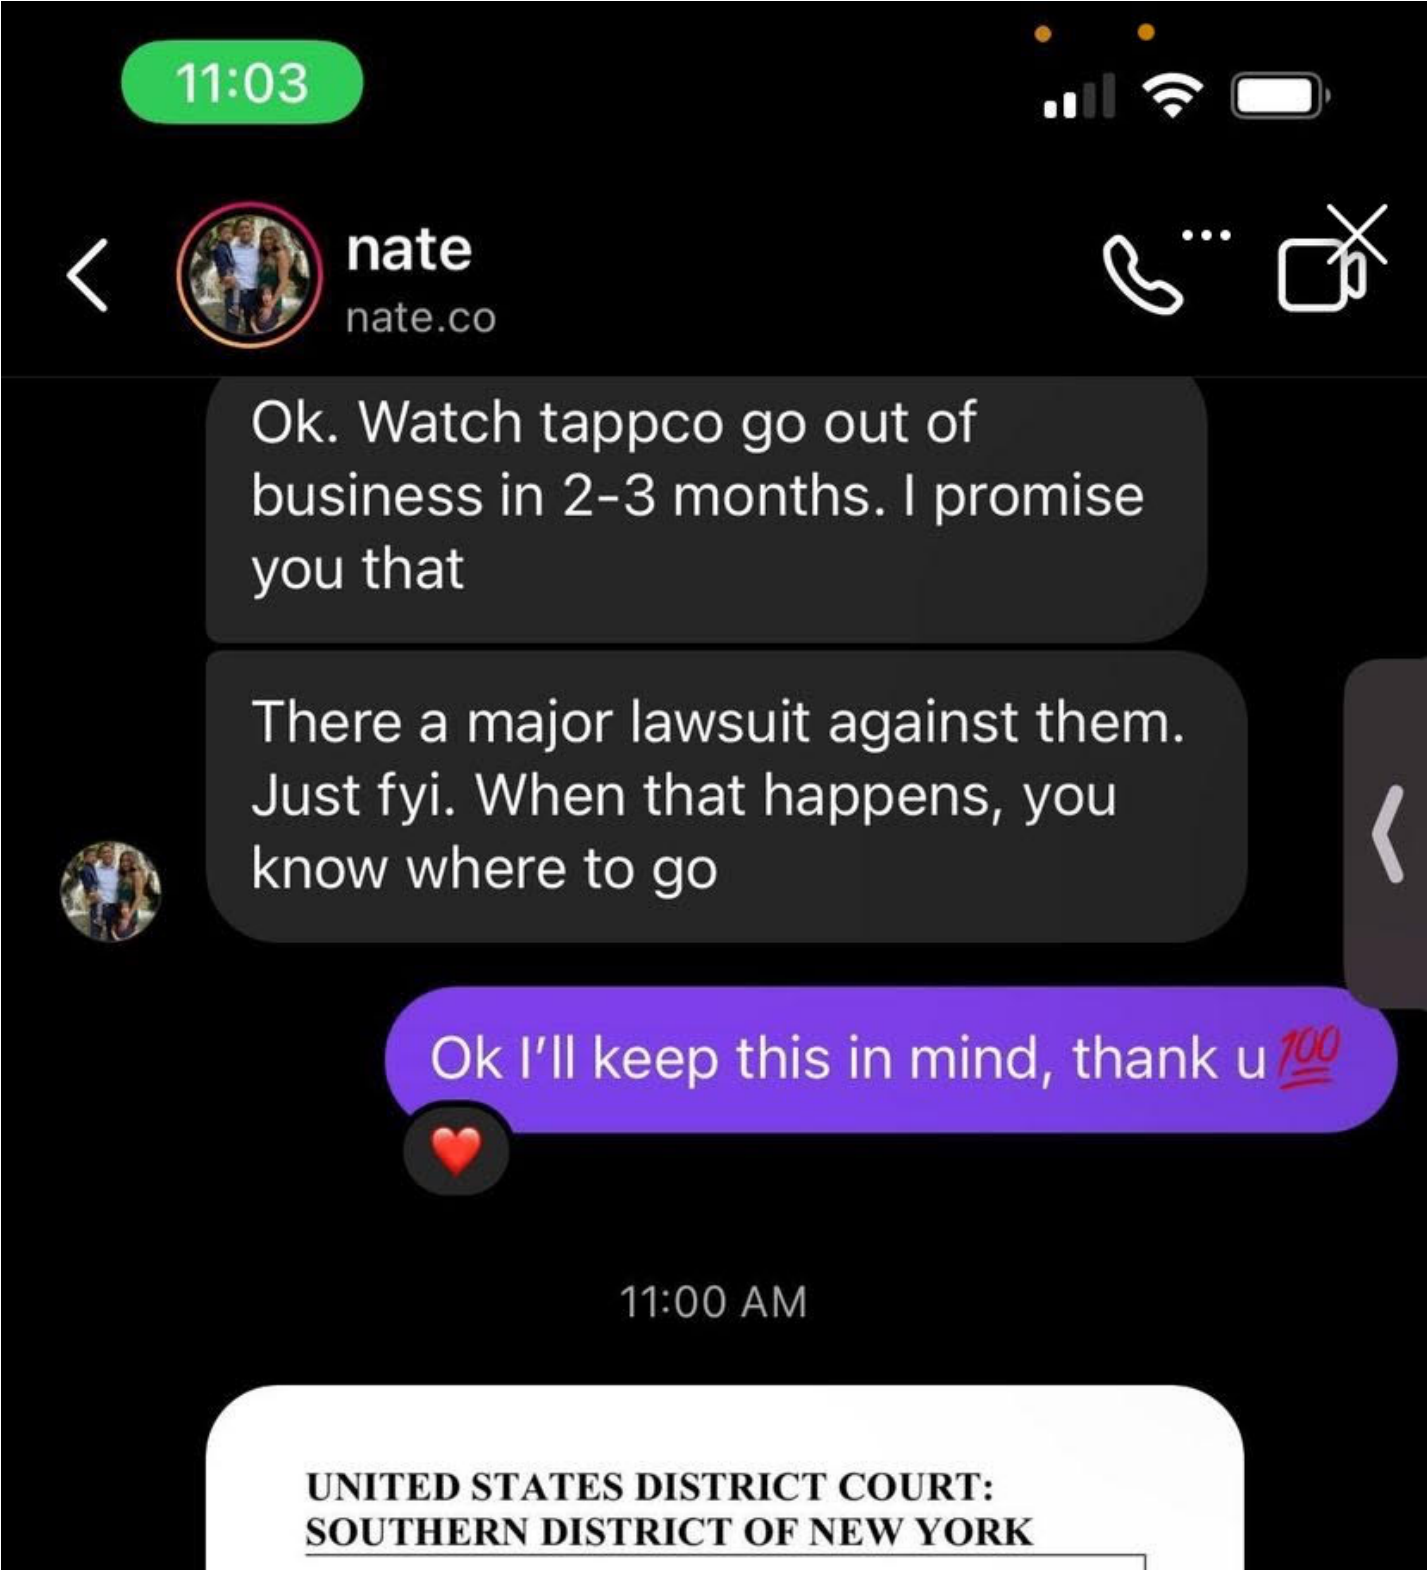 11:03
nate
nate.co
Ok. Watch tappco go out of
business in 2-3 months. I promise
you that
There a major lawsuit against them.
Just fyi. When that happens, you
know where to go
Ok I’ll keep this in mind, thank u💯
11:00 AM
UNITED STATES DISTRICT COURT:
SOUTHERN DISTRICT OF NEW YORK